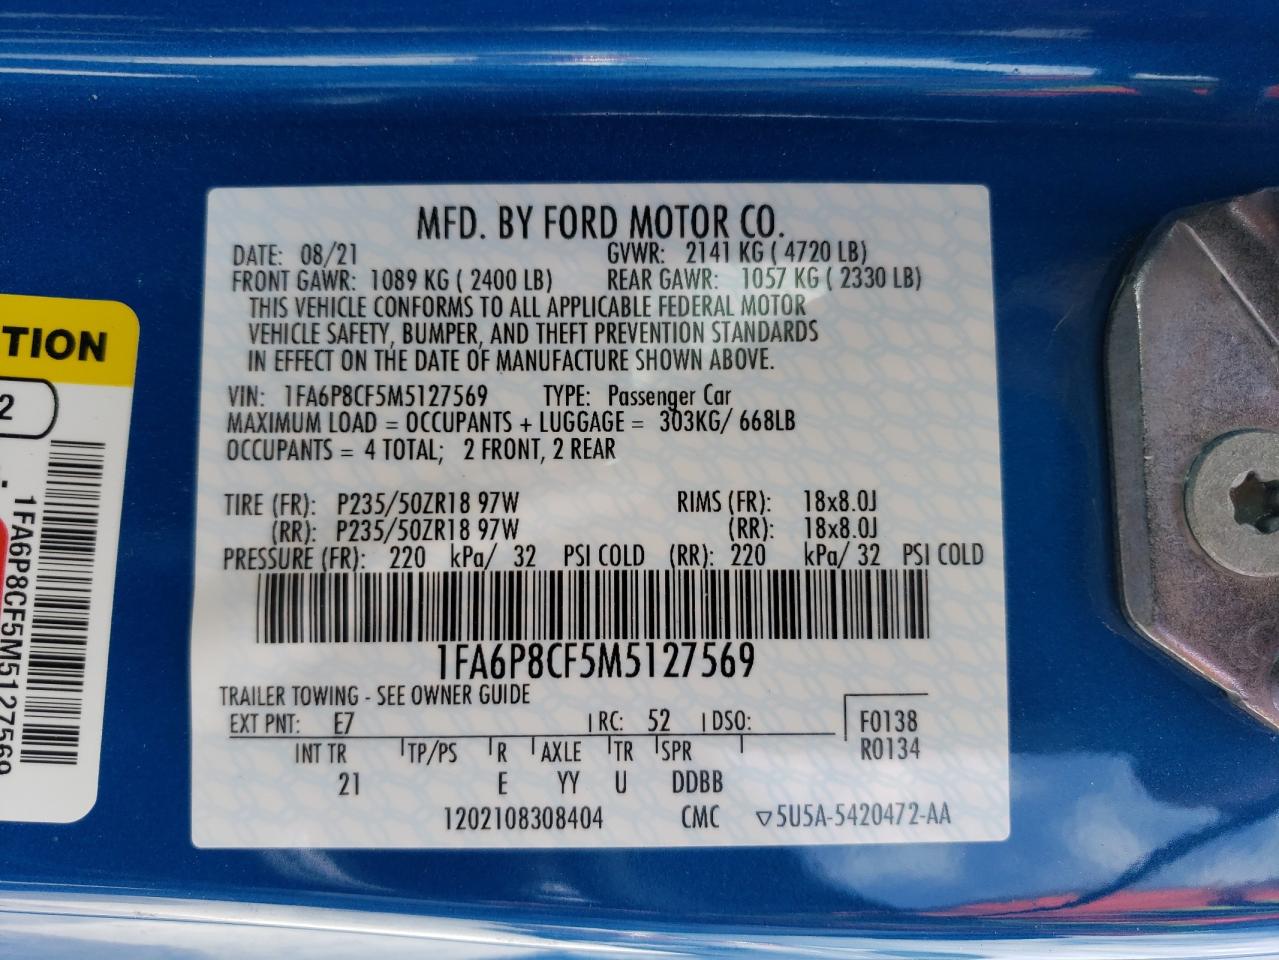 MFD. BY FORD MOTOR CO.
DATE: 08/21 GVWR: 2141 KG ( 4720 LB)
FRONT GAWR: 1089 KG ( 2400 LB) REAR GAWR: 1057 KG ( 2330 LB)
THIS VEHICLE CONFORMS TO ALL APPLICABLE FEDERAL MOTOR
VEHICLE SAFETY, BUMPER, AND THEFT PREVENTION STANDARDS
IN EFFECT ON THE DATE OF MANUFACTURE SHOWN ABOVE.
VIN: 1FA6P8CF5M5127569 TYPE: Passenger Car
MAXIMUM LOAD = OCCUPANTS + LUGGAGE = 303KG/ 668LB
OCCUPANTS = 4 TOTAL; 2 FRONT, 2 REAR
TIRE (FR): P235/50ZR18 97W RIMS (FR): 18x8.0J
(RR): P235/50ZR18 97W (RR): 18x8.0J
PRESSURE (FR): 220 kPa/ 32 PSI COLD (RR): 220 kPa/ 32 PSI COLD
1FA6P8CF5M5127569
TRAILER TOWING - SEE OWNER GUIDE
EXT PNT: E7 RC: 52 DSO: F0138
INT TR TP/PS R AXLE TR SPR R0134
21 E YY U DDBB
1202108308404 CMC ▽5U5A-5420472-AA
TION
2
1FA6P8CF5M5127569